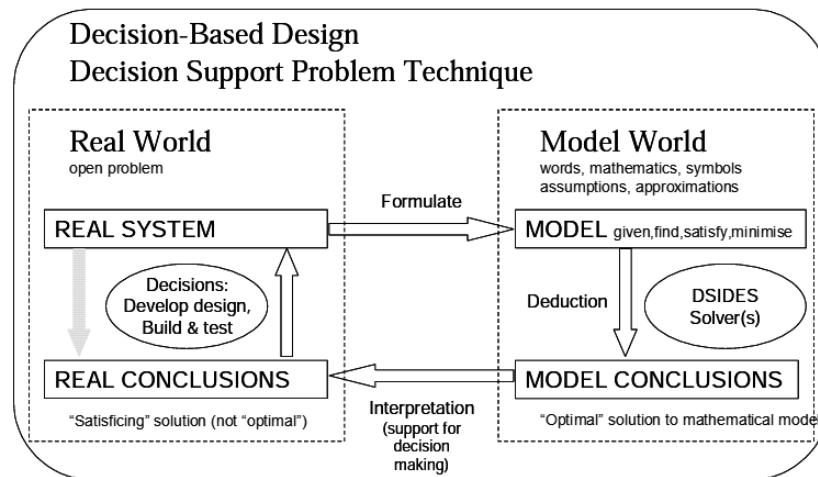 Decision-Based Design
Decision Support Problem Technique
Real World
open problem
Model World
words, mathematics, symbols
assumptions, approximations
Formulate
REAL SYSTEM
MODEL given,find,satisfy,minimise
Decisions:
Develop design,
Build & test
Deduction
DSIDES
Solver(s)
REAL CONCLUSIONS
MODEL CONCLUSIONS
"Satisficing" solution (not "optimal")
Interpretation
(support for
decision
making)
"Optimal" solution to mathematical model